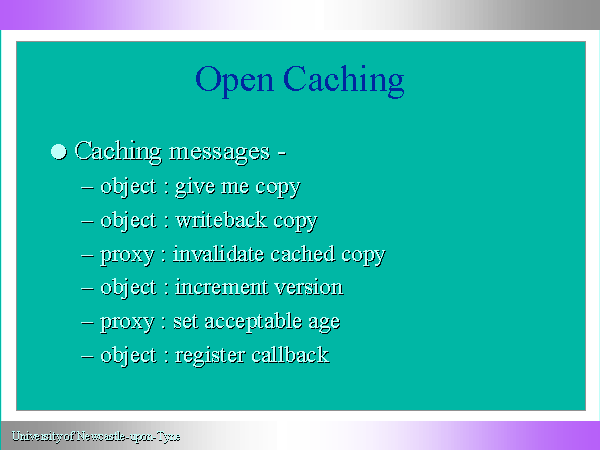 Open Caching
Caching messages -
– object : give me copy
– object : writeback copy
– proxy : invalidate cached copy
– object : increment version
– proxy : set acceptable age
– object : register callback
University of Newcastle-upon-Tyne